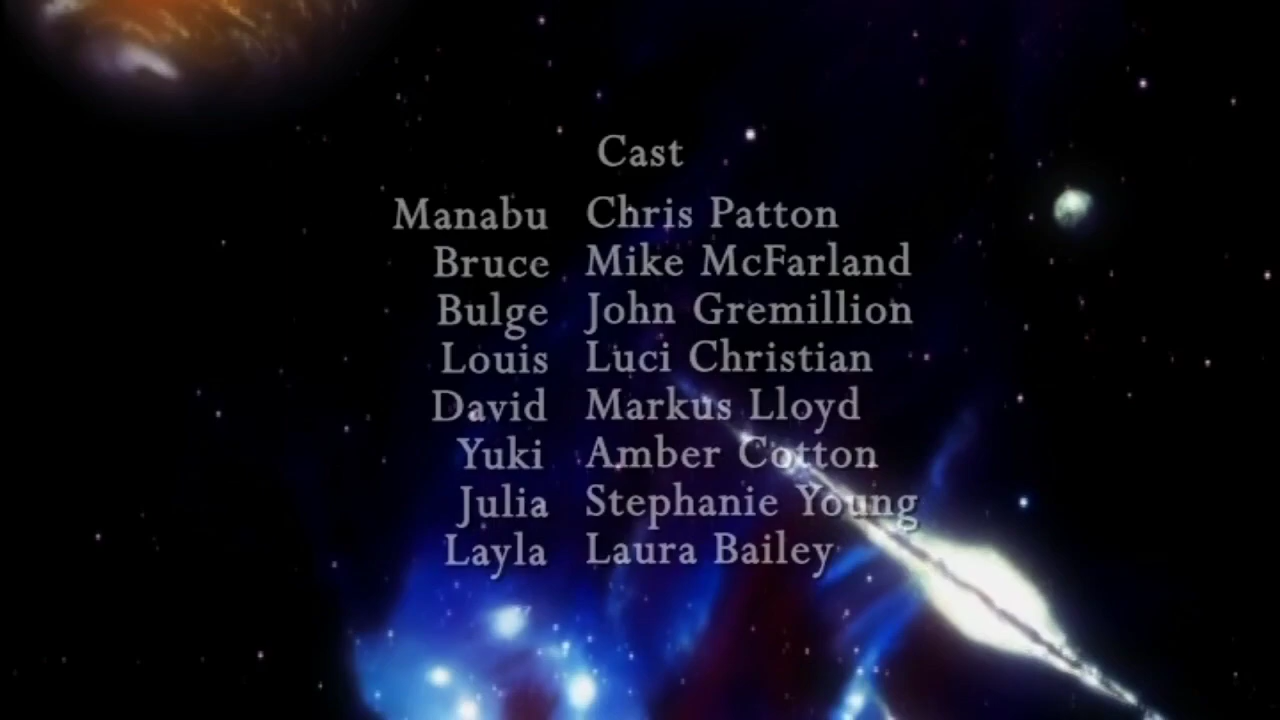 Cast
Manabu Chris Patton
Bruce Mike McFarland
Bulge John Gremillion
Louis Luci Christian
David Markus Lloyd
Yuki Amber Cotton
Julia Stephanie Young
Layla Laura Bailey